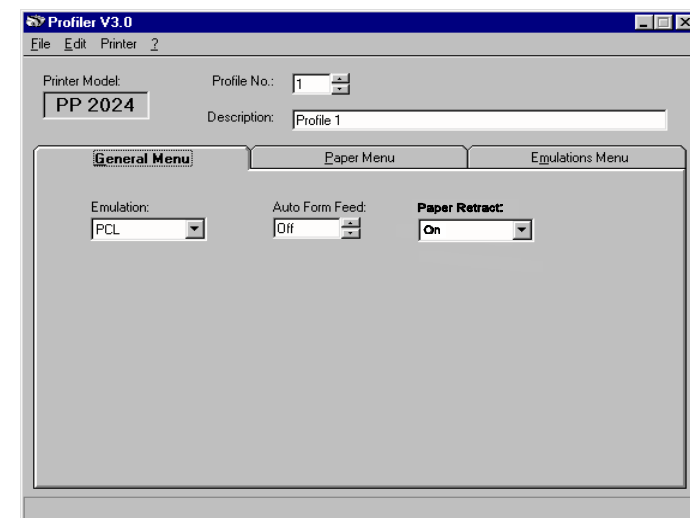 Profiler V3.0
File Edit Printer ?
Printer Model: Profile No.: 1
PP 2024
Description: Profile 1
General Menu Paper Menu Emulations Menu
Emulation: Auto Form Feed: Paper Retract:
PCL Off On